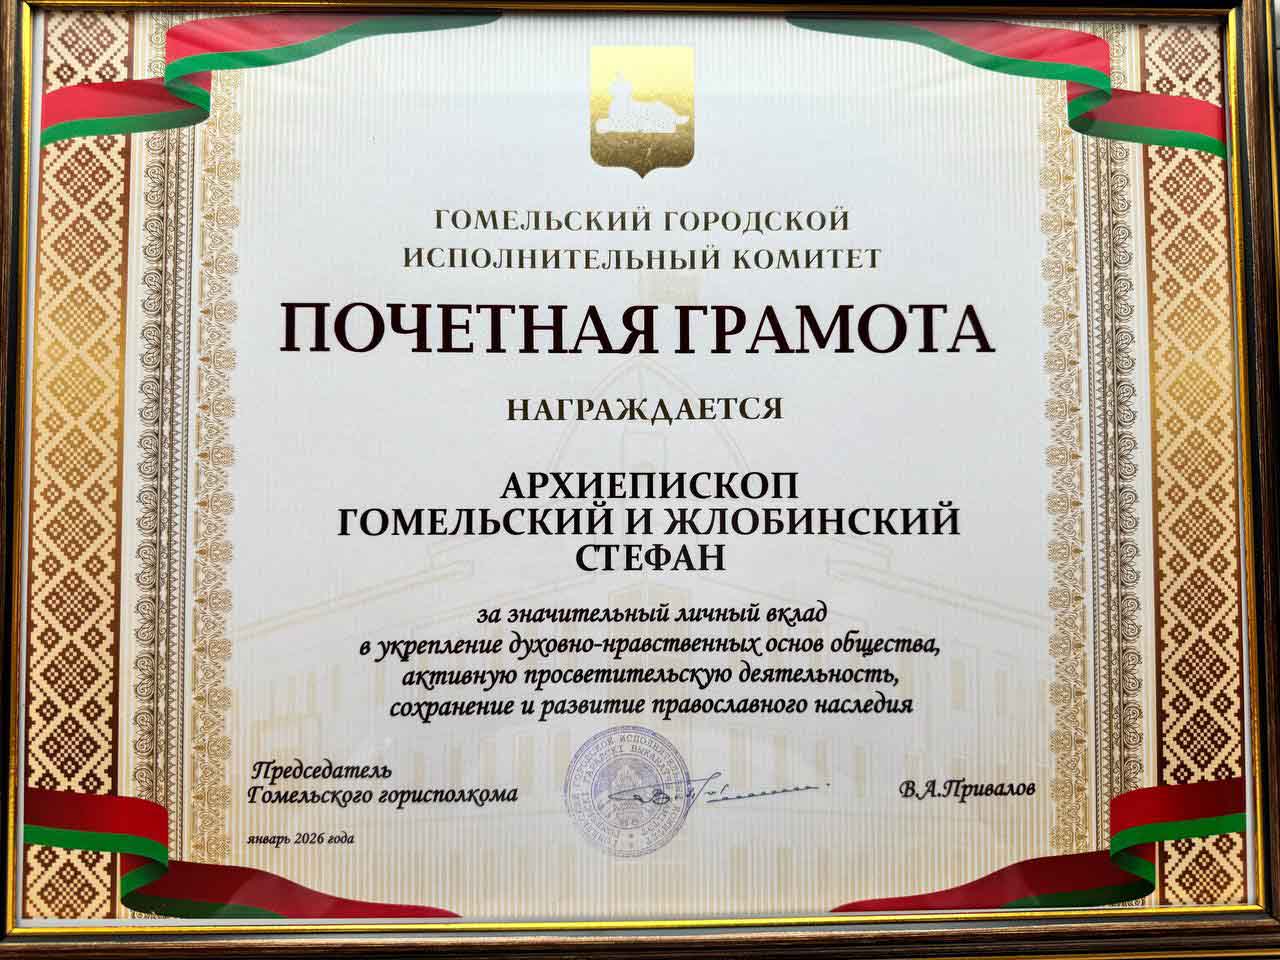 ГОМЕЛЬСКИЙ ГОРОДСКОЙ
ИСПОЛНИТЕЛЬНЫЙ КОМИТЕТ
ПОЧЕТНАЯ ГРАМОТА
НАГРАЖДАЕТСЯ
АРХИЕПИСКОП
ГОМЕЛЬСКИЙ И ЖЛОБИНСКИЙ
СТЕФАН
за значительный личный вклад
в укрепление духовно-нравственных основ общества,
активную просветительскую деятельность,
сохранение и развитие православного наследия
Председатель
Гомельского горисполкома
В.А.Привалов
январь 2026 года